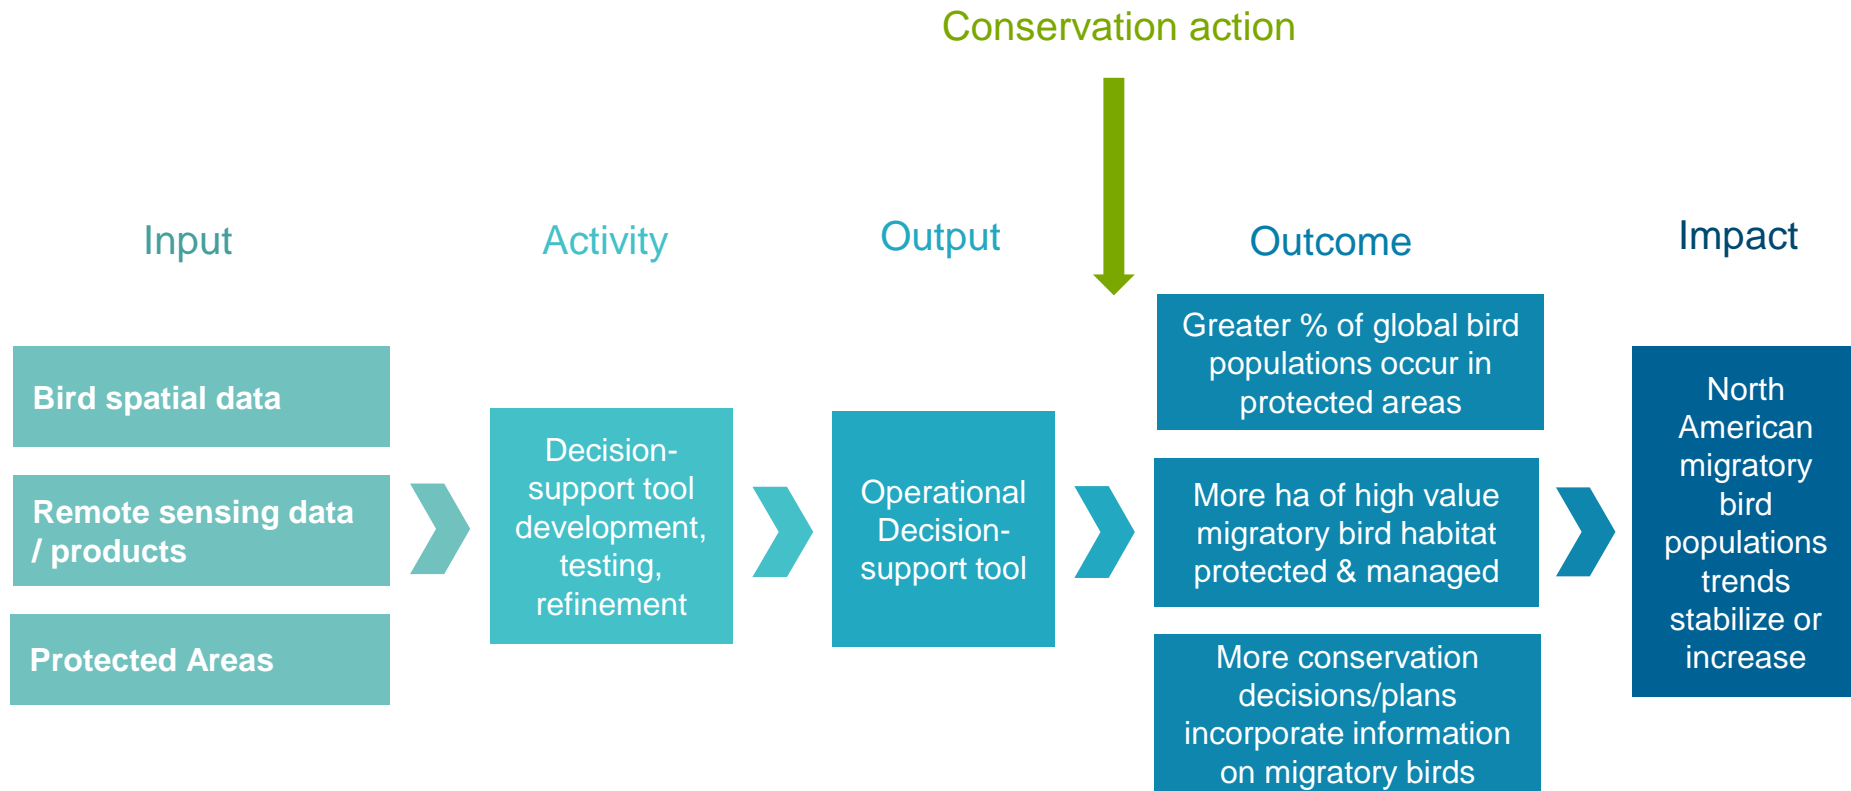 Conservation action
Input
Activity
Output
Outcome
Impact
Bird spatial data
Remote sensing data
/ products
Protected Areas
Decision-
support tool
development,
testing,
refinement
Operational
Decision-
support tool
Greater % of global bird
populations occur in
protected areas
More ha of high value
migratory bird habitat
protected & managed
More conservation
decisions/plans
incorporate information
on migratory birds
North
American
migratory
bird
populations
trends
stabilize or
increase